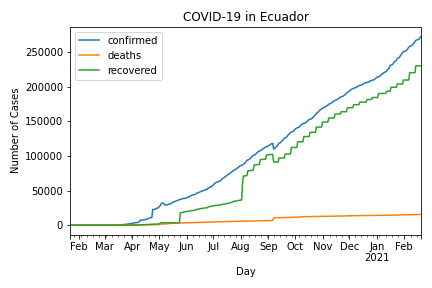 COVID-19 in Ecuador
confirmed
deaths
recovered
Number of Cases
250000
200000
150000
100000
50000
0
Feb Mar Apr May Jun Jul Aug Sep Oct Nov Dec Jan Feb
2021
Day